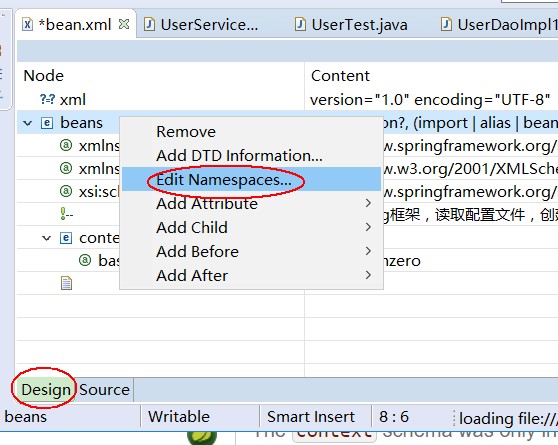 *bean.xml
UserService...
UserTest.java
UserDaoImpl1
Node
Content
xml
version="1.0" encoding="UTF-8"
beans
on?, (import | alias | bean
xmlns
w.springframework.org/
xmlns
w.w3.org/2001/XMLSche
xsi:sch
w.springframework.org/
g框架，读取配置文件，创建
conte
bas
nzero
Remove
Add DTD Information...
Edit Namespaces...
Add Attribute
Add Child
Add Before
Add After
Design
Source
beans
Writable
Smart Insert
8 : 6
loading file://
The context schema was only in